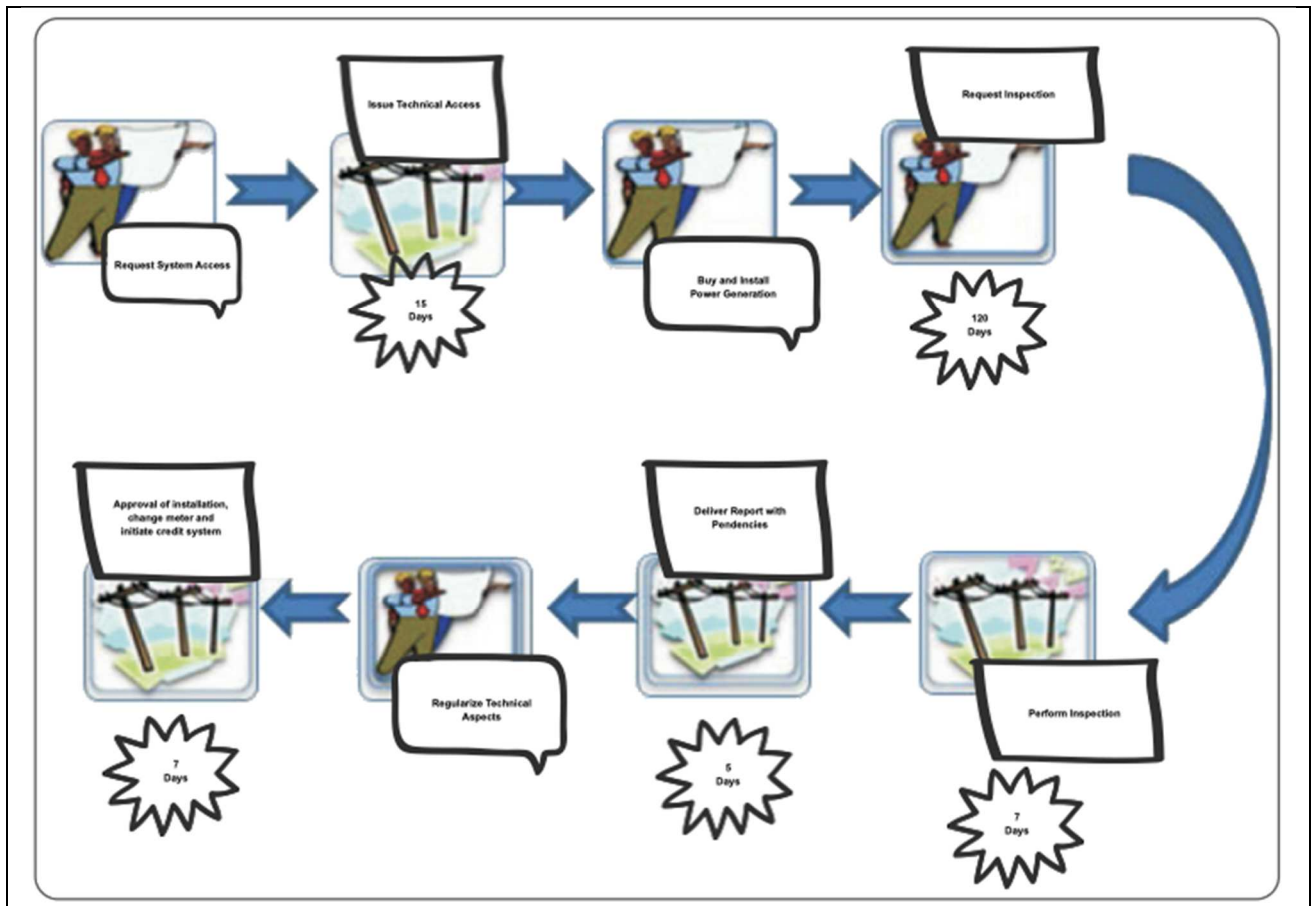 Request System Access
Issue Technical Access
15
Days
Buy and Install
Power Generation
Request Inspection
120
Days
Perform Inspection
7
Days
Deliver Report with
Pendencies
5
Days
Regularize Technical
Aspects
Approval of installation,
change meter and
initiate credit system
7
Days